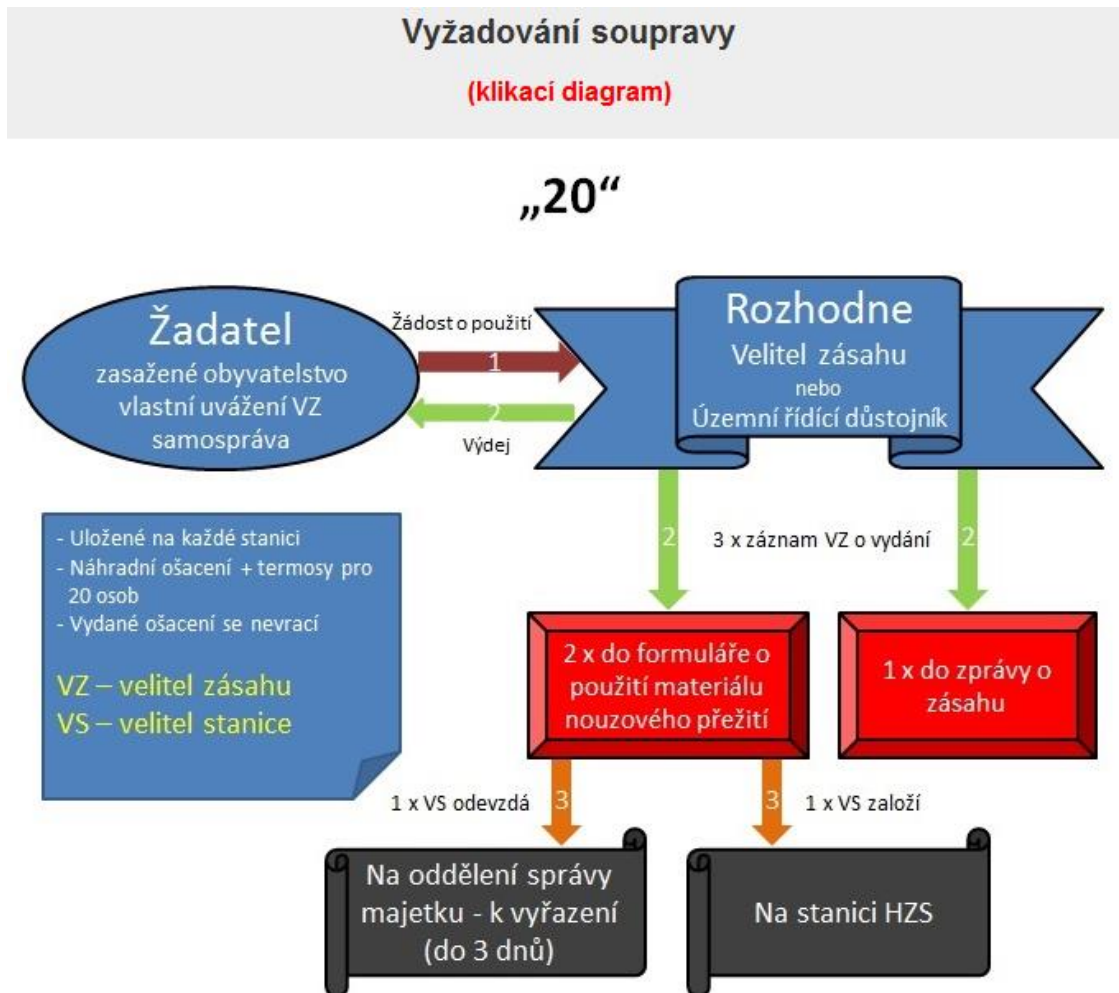 Vyžadování soupravy
(klikací diagram)
„20“
Žadatel
zasažené obyvatelstvo
vlastní uvážení VZ
samospráva
Žádost o použití
1
2
Výdej
Rozhodne
Velitel zásahu
nebo
Územní řídící důstojník
- Uložené na každé stanici
- Náhradní ošacení + termosy pro
20 osob
- Vydané ošacení se nevrací
VZ – velitel zásahu
VS – velitel stanice
2
3 x záznam VZ o vydání
2
2 x do formuláře o
použití materiálu
nouzového přežití
1 x do zprávy o
zásahu
1 x VS odevzdá
3
3
1 x VS založí
Na oddělení správy
majetku - k vyřazení
(do 3 dnů)
Na stanici HZS